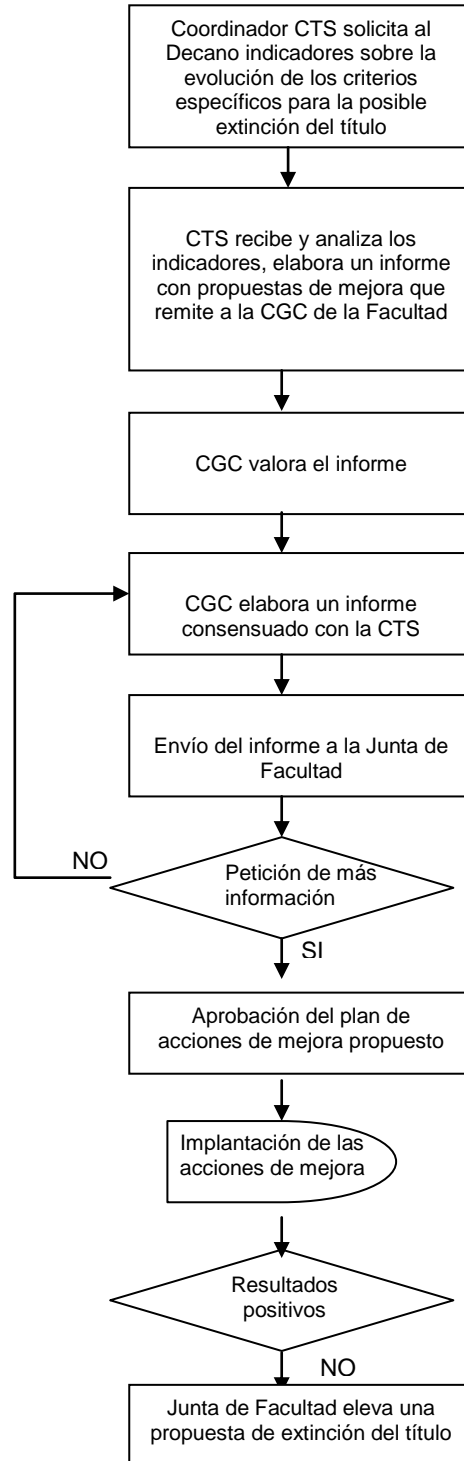 Coordinador CTS solicita al
Decano indicadores sobre la
evolución de los criterios
específicos para la posible
extinción del título
CTS recibe y analiza los
indicadores, elabora un informe
con propuestas de mejora que
remite a la CGC de la Facultad
CGC valora el informe
CGC elabora un informe
consensuado con la CTS
Envío del informe a la Junta de
Facultad
NO
Petición de más
información
SI
Aprobación del plan de
acciones de mejora propuesto
Implantación de las
acciones de mejora
Resultados
positivos
NO
Junta de Facultad eleva una
propuesta de extinción del título